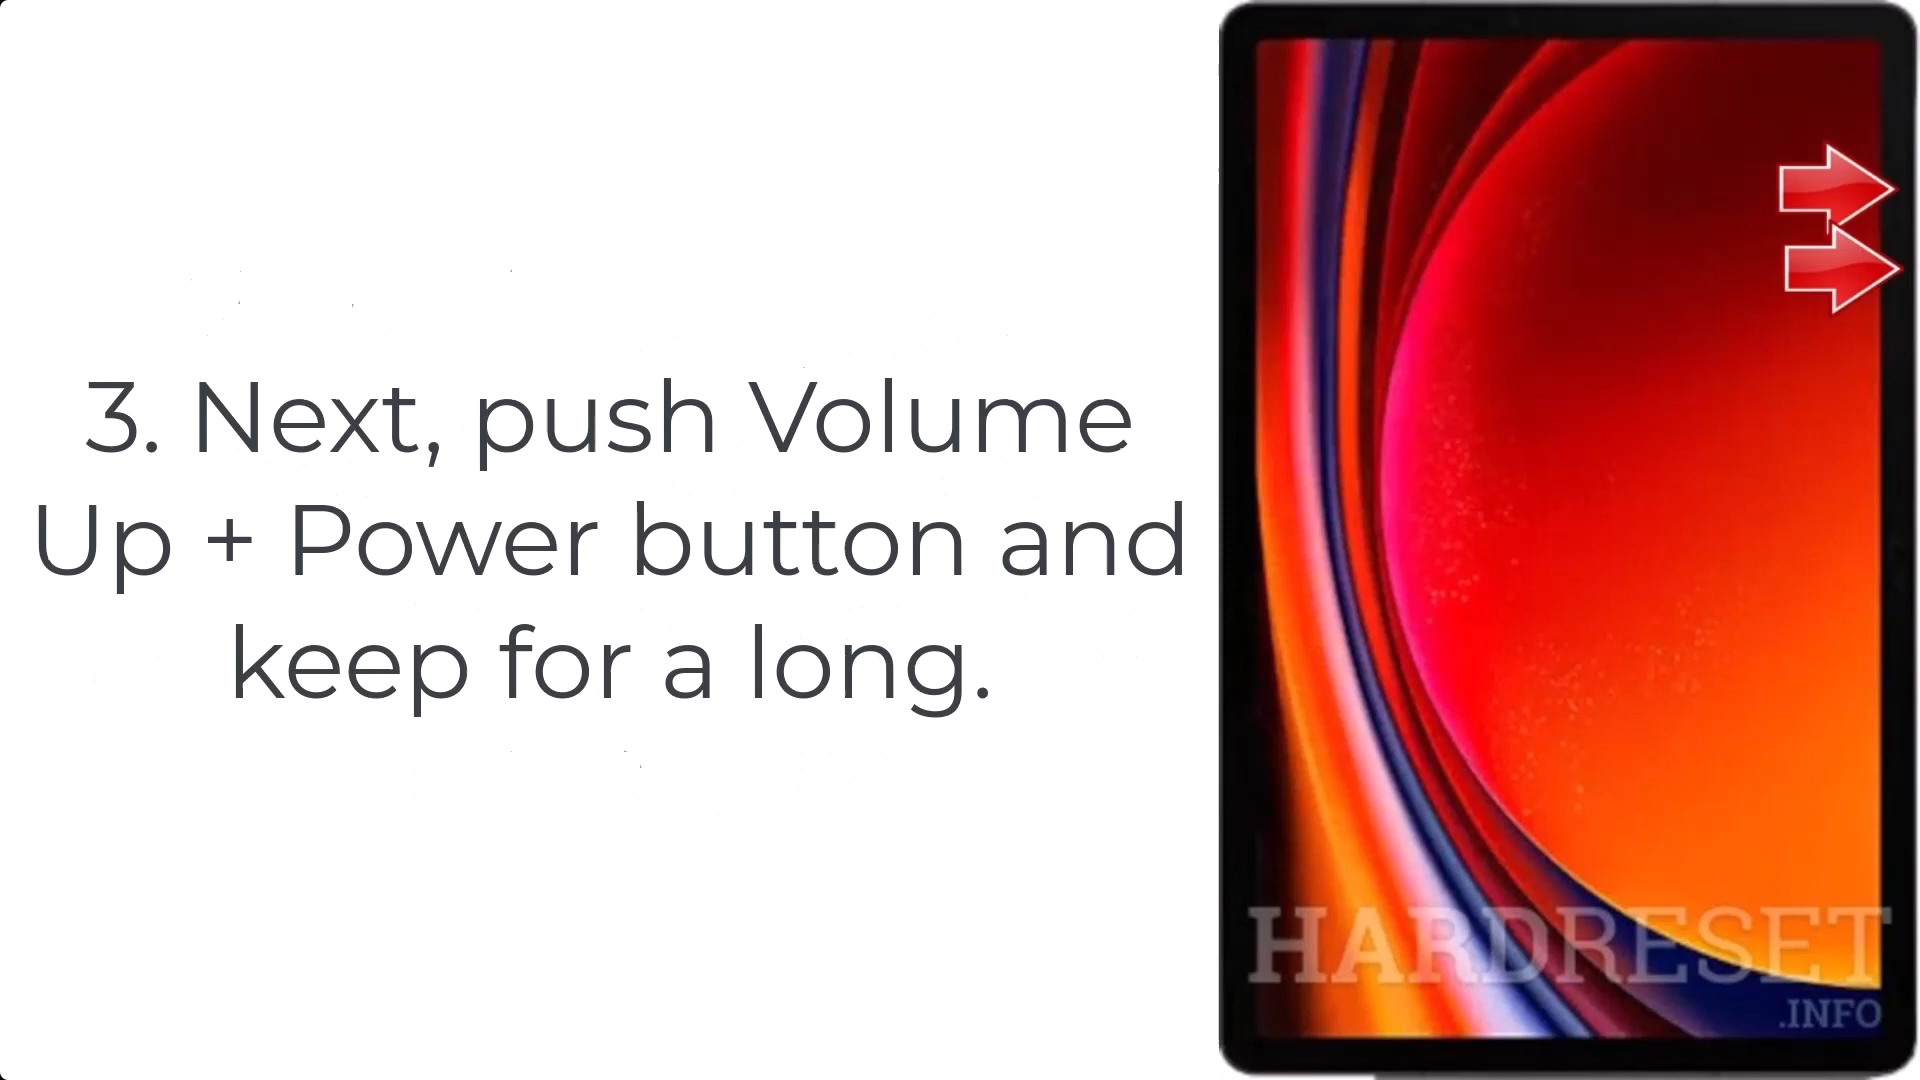 3. Next, push Volume
Up + Power button and
keep for a long.
HARDRESET
.INFO